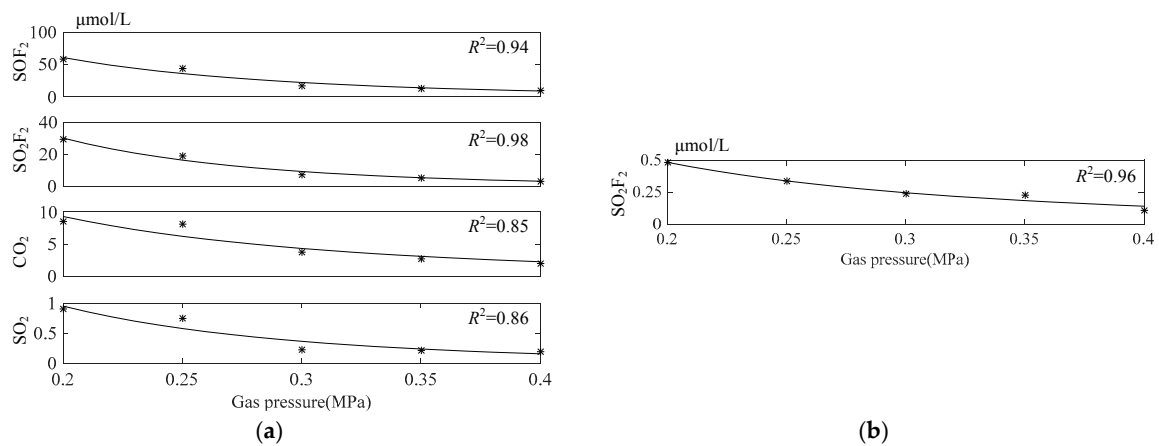 μmol/L
100
50
0
SOF₂
R²=0.94
40
20
0
SO₂F₂
R²=0.98
10
5
0
CO₂
R²=0.85
1
0.5
0
SO₂
R²=0.86
0.2 0.25 0.3 0.35 0.4
Gas pressure(MPa)
(a)
μmol/L
0.5
0.25
0
SO₂F₂
R²=0.96
0.2 0.25 0.3 0.35 0.4
Gas pressure(MPa)
(b)